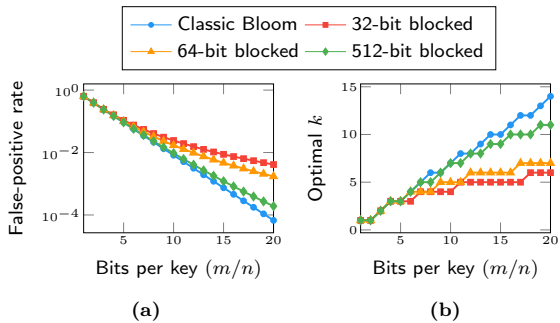 Classic Bloom 32-bit blocked
64-bit blocked 512-bit blocked
False-positive rate
10^0
10^−2
10^−4
5 10 15 20
Bits per key (m/n)
(a)
Optimal k
15
10
5
0
5 10 15 20
Bits per key (m/n)
(b)